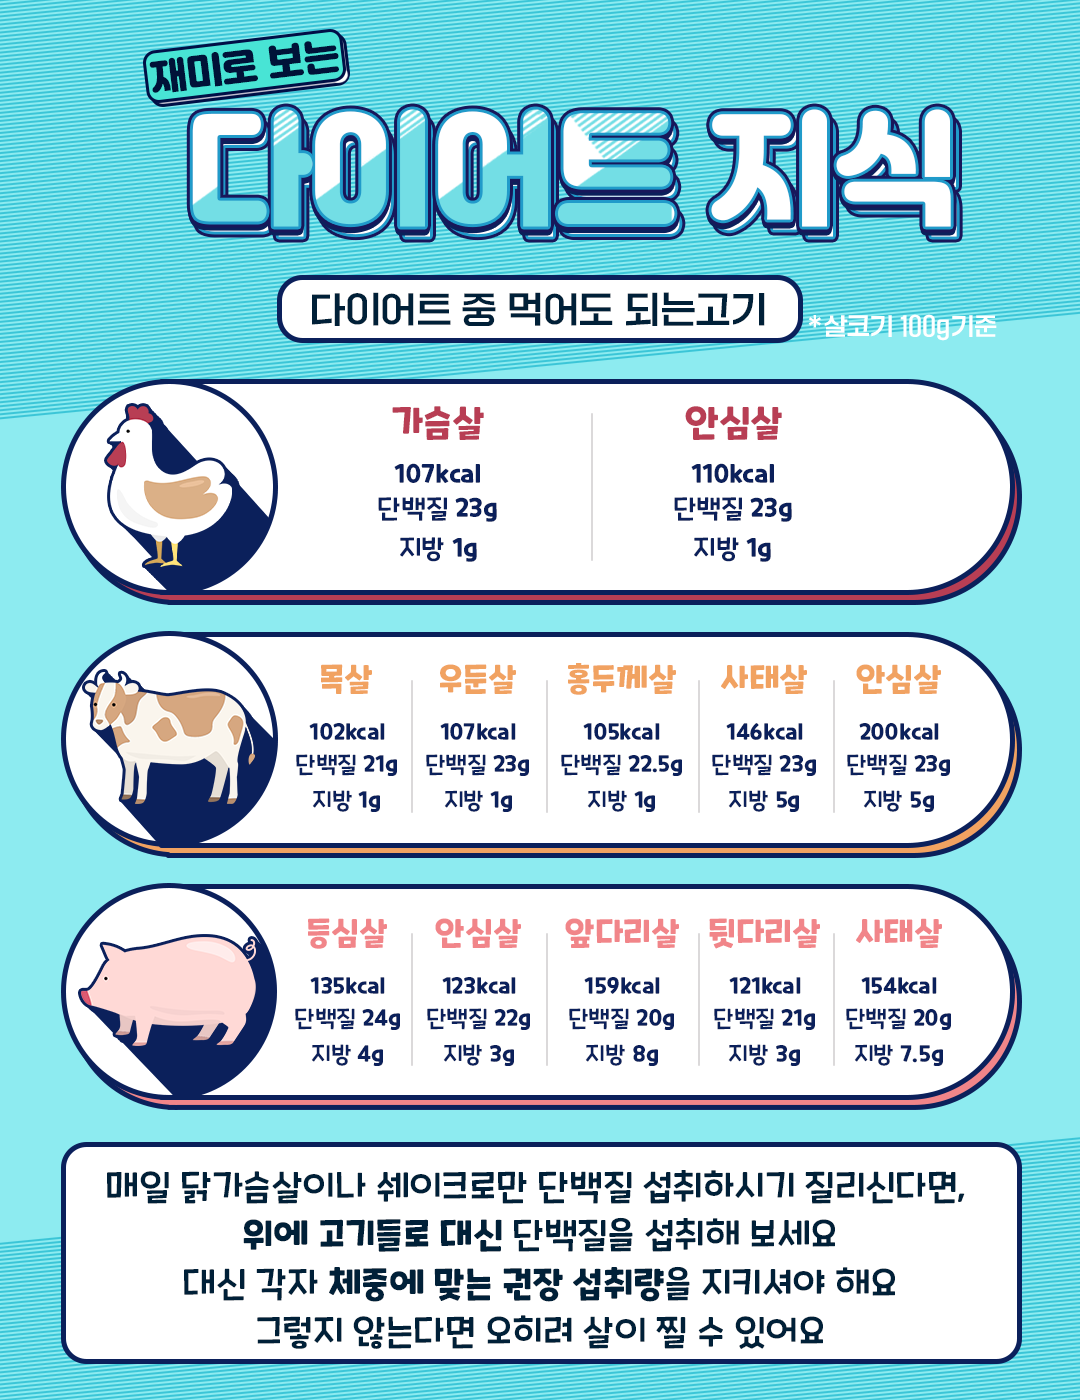 재미로 보는
다이어트 지식
다이어트 중 먹어도 되는고기
*살코기 100g기준
가슴살
107kcal
단백질 23g
지방 1g
안심살
110kcal
단백질 23g
지방 1g
목살
102kcal
단백질 21g
지방 1g
우둔살
107kcal
단백질 23g
지방 1g
홍두깨살
105kcal
단백질 22.5g
지방 1g
사태살
146kcal
단백질 23g
지방 5g
안심살
200kcal
단백질 23g
지방 5g
등심살
135kcal
단백질 24g
지방 4g
안심살
123kcal
단백질 22g
지방 3g
앞다리살
159kcal
단백질 20g
지방 8g
뒷다리살
121kcal
단백질 21g
지방 3g
사태살
154kcal
단백질 20g
지방 7.5g
매일 닭가슴살이나 쉐이크로만 단백질 섭취하시기 질리신다면,
위에 고기들로 대신 단백질을 섭취해 보세요
대신 각자 체중에 맞는 권장 섭취량을 지키셔야 해요
그렇지 않는다면 오히려 살이 찔 수 있어요